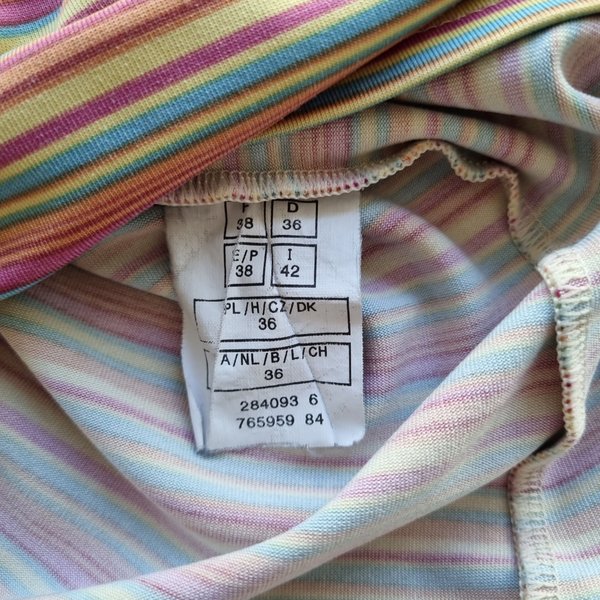 F D
38 36
E/P I
38 42
PL/H/CZ/DK
36
A/NL/B/L/CH
36
284093 6
765959 84